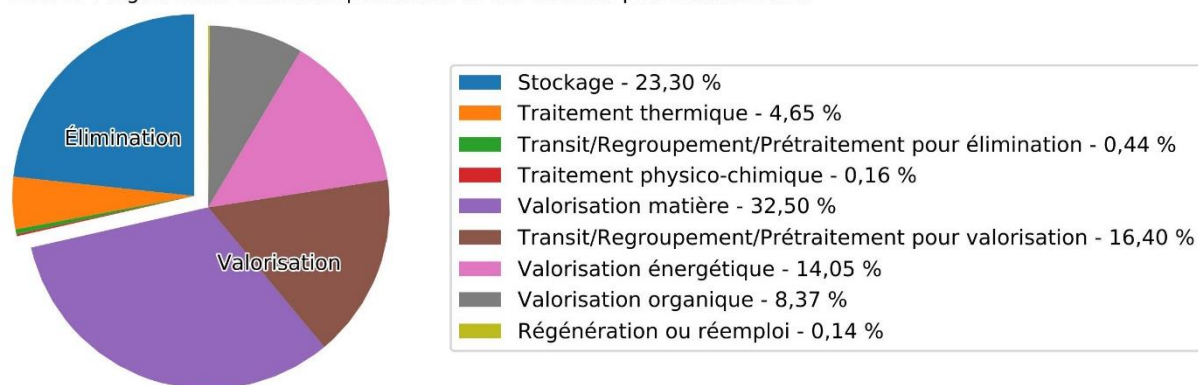 Élimination
Valorisation
Stockage - 23,30 %
Traitement thermique - 4,65 %
Transit/Regroupement/Prétraitement pour élimination - 0,44 %
Traitement physico-chimique - 0,16 %
Valorisation matière - 32,50 %
Transit/Regroupement/Prétraitement pour valorisation - 16,40 %
Valorisation énergétique - 14,05 %
Valorisation organique - 8,37 %
Régénération ou réemploi - 0,14 %